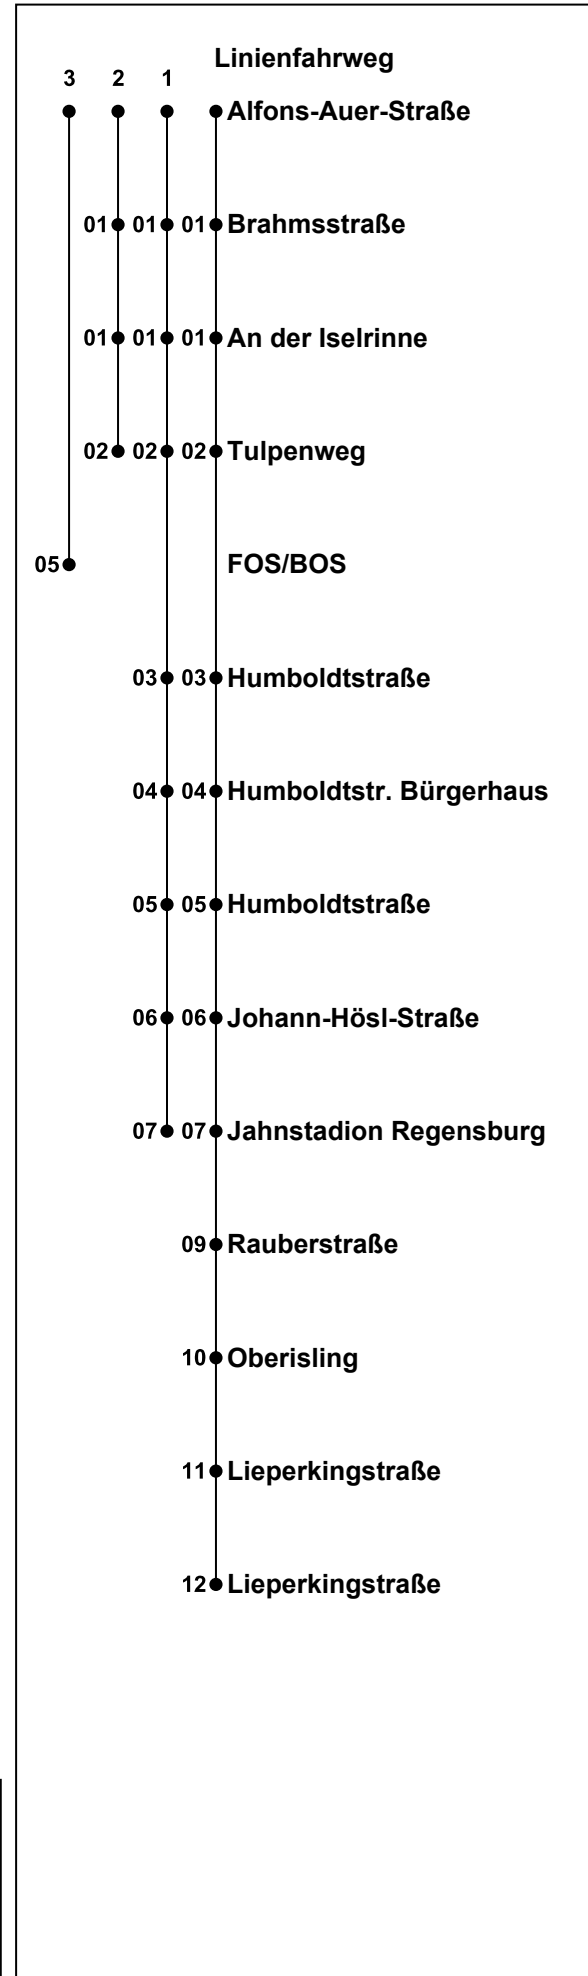 Linienfahrweg
3 2 1
Alfons-Auer-Straße
01 01 01 Brahmsstraße
01 01 01 An der Iselrinne
02 02 02 Tulpenweg
05 FOS/BOS
03 03 Humboldtstraße
04 04 Humboldtstr. Bürgerhaus
05 05 Humboldtstraße
06 06 Johann-Hösl-Straße
07 07 Jahnstadion Regensburg
09 Rauberstraße
10 Oberisling
11 Lieperkingstraße
12 Lieperkingstraße